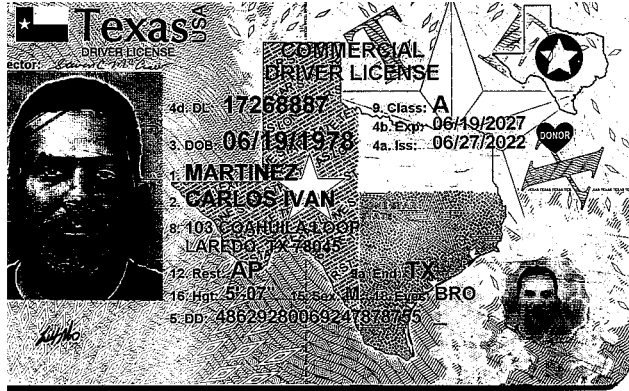 Texas USA
DRIVER LICENSE
ector:
COMMERCIAL
DRIVER LICENSE
4d. DL: 17268887
9. Class: A
4b. Exp: 06/19/2027
3. DOB: 06/19/1978
4a. Iss: 06/27/2022
DONOR
1. MARTINEZ
2. CARLOS IVAN
8. 103 COAHUILA LOOP
LAREDO, TX 78045
12. Rest: AP
9a End: TX
16. Hgt: 5'-07" 15. Sex: M 18. Eyes: BRO
5. DD: 48629280069247878755